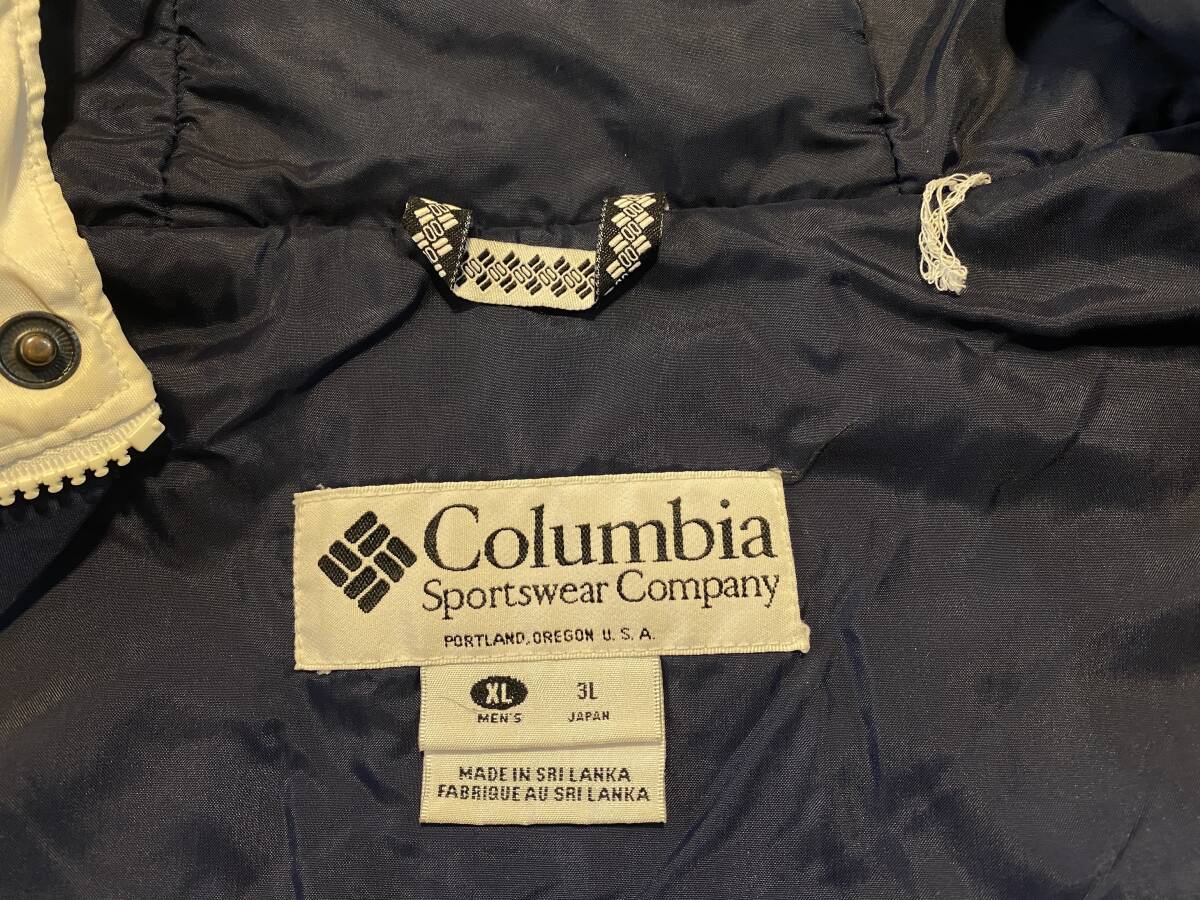 Columbia
Sportswear Company
PORTLAND, OREGON U. S. A.
XL 3L
MEN'S JAPAN
MADE IN SRI LANKA
FABRIQUE AU SRI LANKA